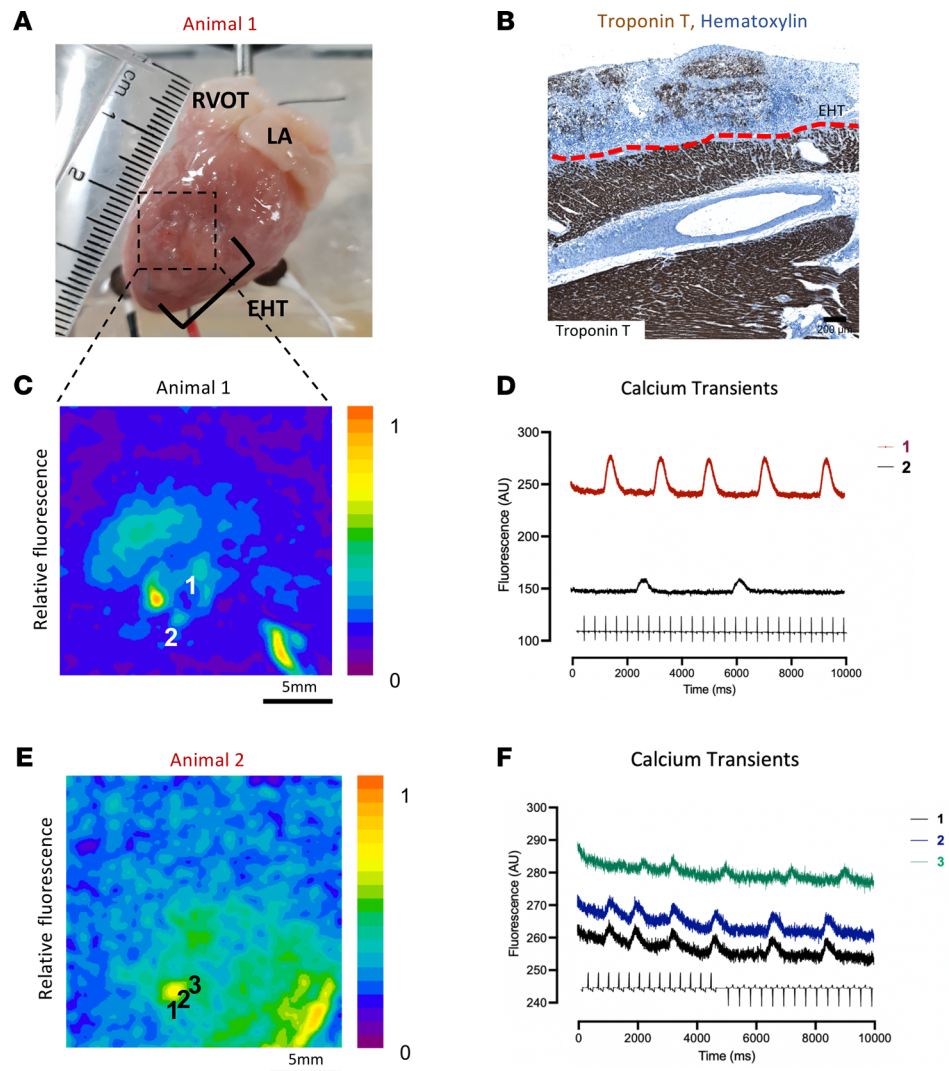 A
Animal 1
cm
1
2
RVOT
LA
EHT
B
Troponin T, Hematoxylin
EHT
Troponin T
200 µm
C
Animal 1
Relative fluorescence
1
2
1
0
5mm
D
Calcium Transients
Fluorescence (AU)
300
250
200
150
100
0 2000 4000 6000 8000 10000
Time (ms)
1
2
E
Animal 2
Relative fluorescence
3
2
1
1
0
5mm
F
Calcium Transients
Fluorescence (AU)
300
290
280
270
260
250
240
0 2000 4000 6000 8000 10000
Time (ms)
1
2
3